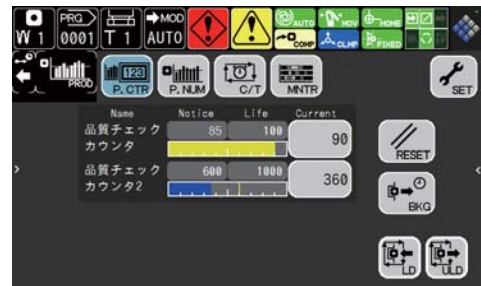 W 1
PRG
0001
T 1
MOD
AUTO
AUTO
COMP
MOV
CLMP
HOME
FIXED
PROD
123
P. CTR
P. NUM
C/T
MNTR
SET
Name Notice Life Current
品質チェック
カウンタ
85 100 90
品質チェック
カウンタ2
600 1000 360
RESET
BKG
LD
ULD